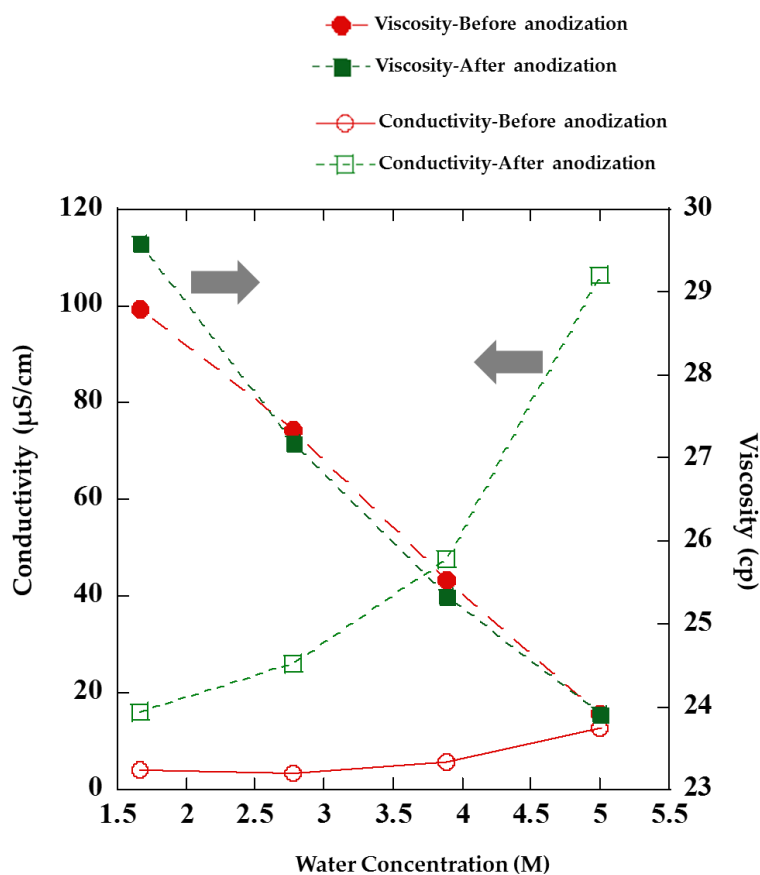 Viscosity-Before anodization
Viscosity-After anodization
Conductivity-Before anodization
Conductivity-After anodization
120
100
80
60
40
20
0
Conductivity (µS/cm)
30
29
28
27
26
25
24
23
Viscosity (cp)
1.5 2 2.5 3 3.5 4 4.5 5 5.5
Water Concentration (M)